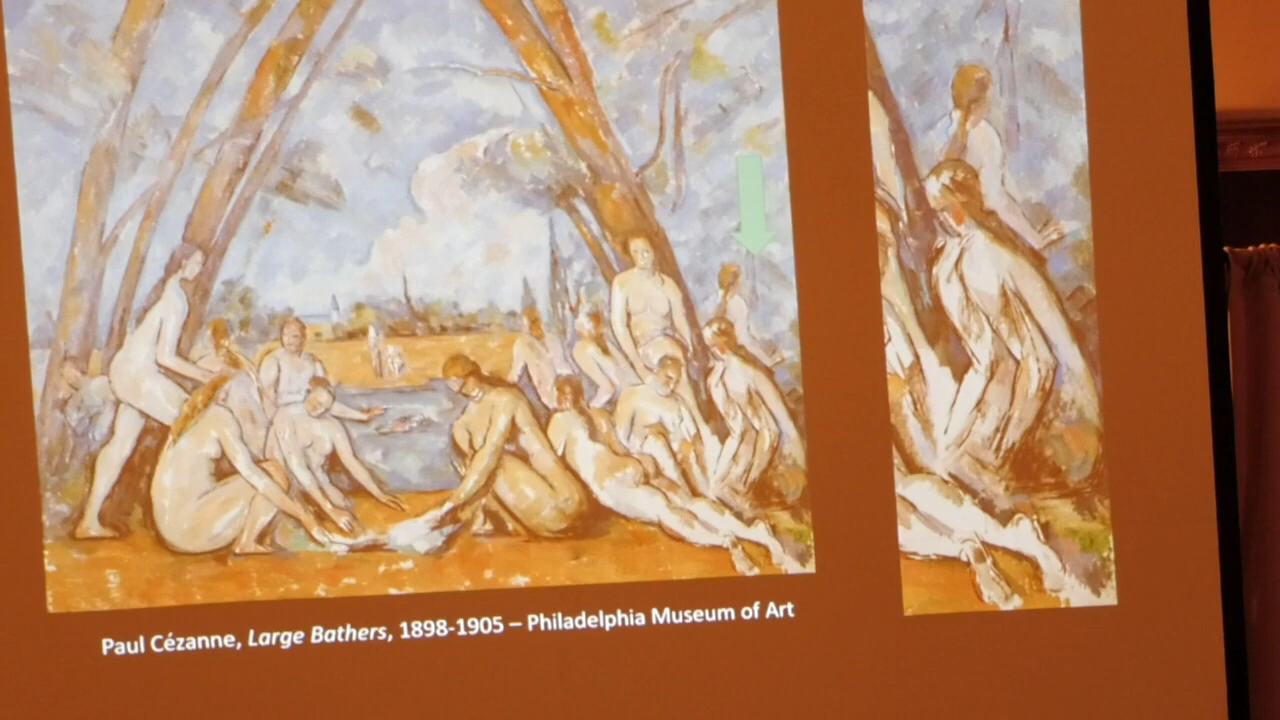 Paul Cézanne, Large Bathers, 1898-1905 – Philadelphia Museum of Art